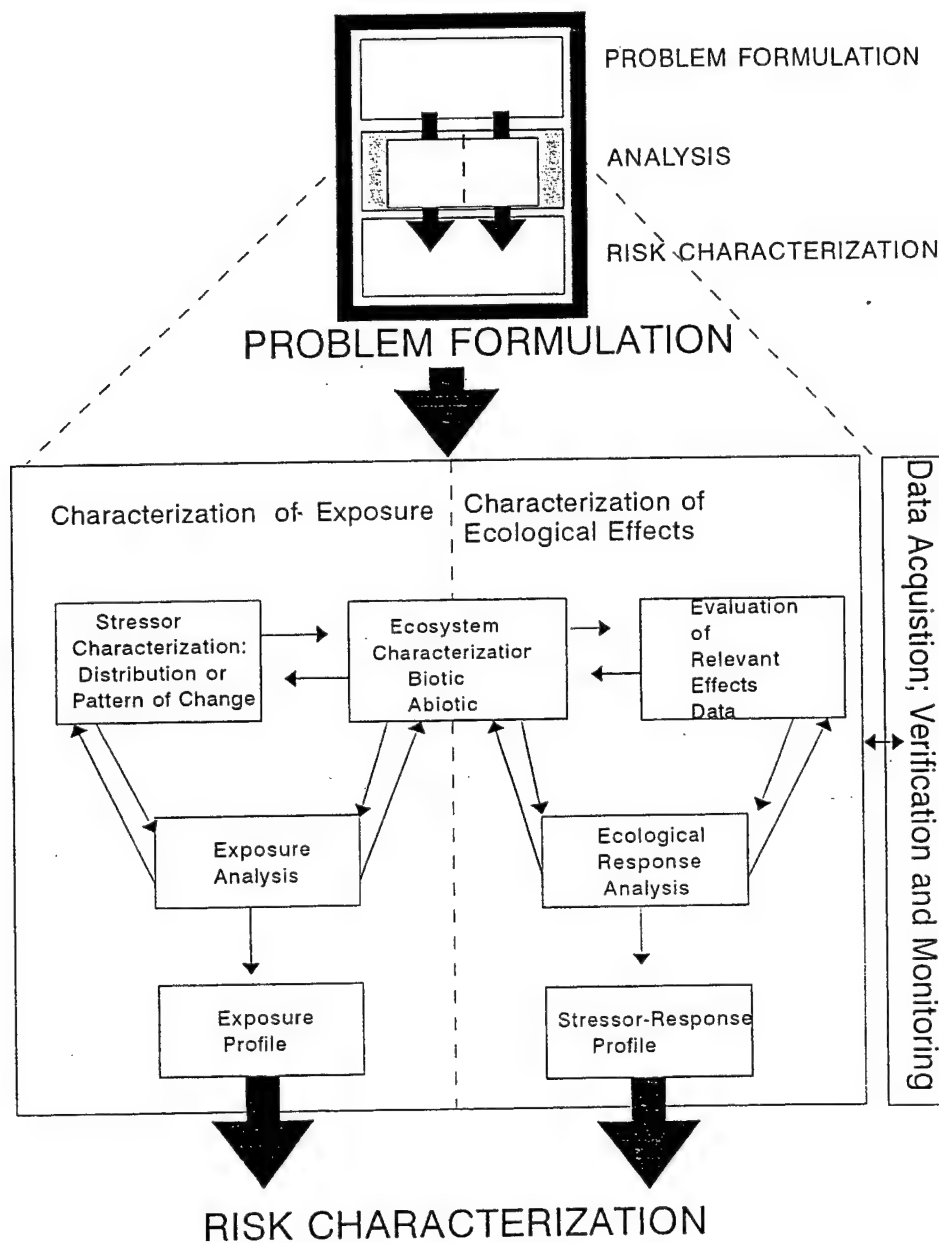 PROBLEM FORMULATION
ANALYSIS
RISK CHARACTERIZATION
PROBLEM FORMULATION
Characterization of- Exposure
Characterization of
Ecological Effects
Stressor
Characterization:
Distribution or
Pattern of Change
Ecosystem
Characterization
Biotic
Abiotic
Evaluation
of
Relevant
Effects
Data
Exposure
Analysis
Ecological
Response
Analysis
Exposure
Profile
Stressor-Response
Profile
Data Acquistion; Verification and Monitoring
RISK CHARACTERIZATION